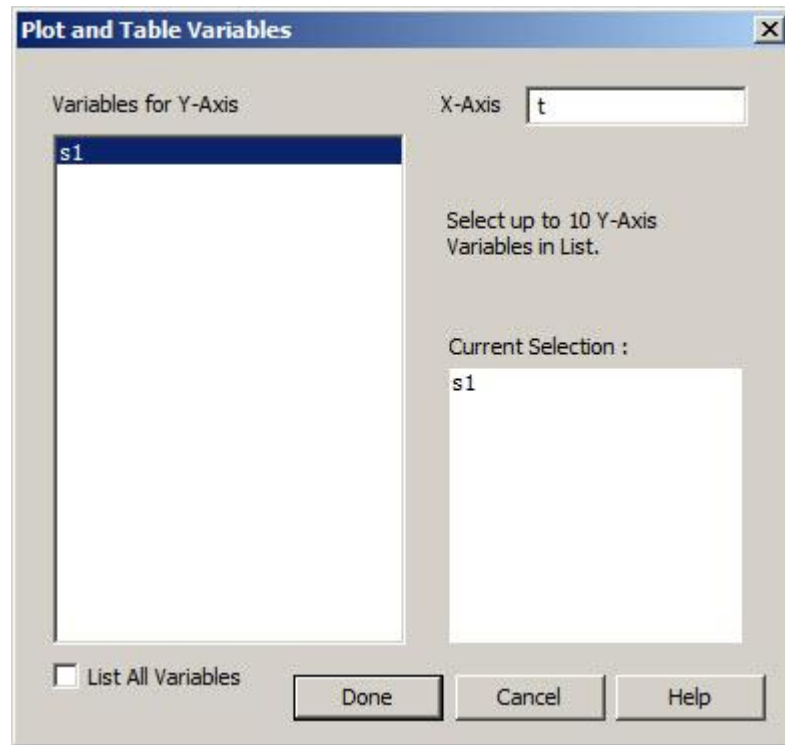 Plot and Table Variables
Variables for Y-Axis
X-Axis
t
s1
Select up to 10 Y-Axis
Variables in List.
Current Selection :
s1
List All Variables
Done
Cancel
Help